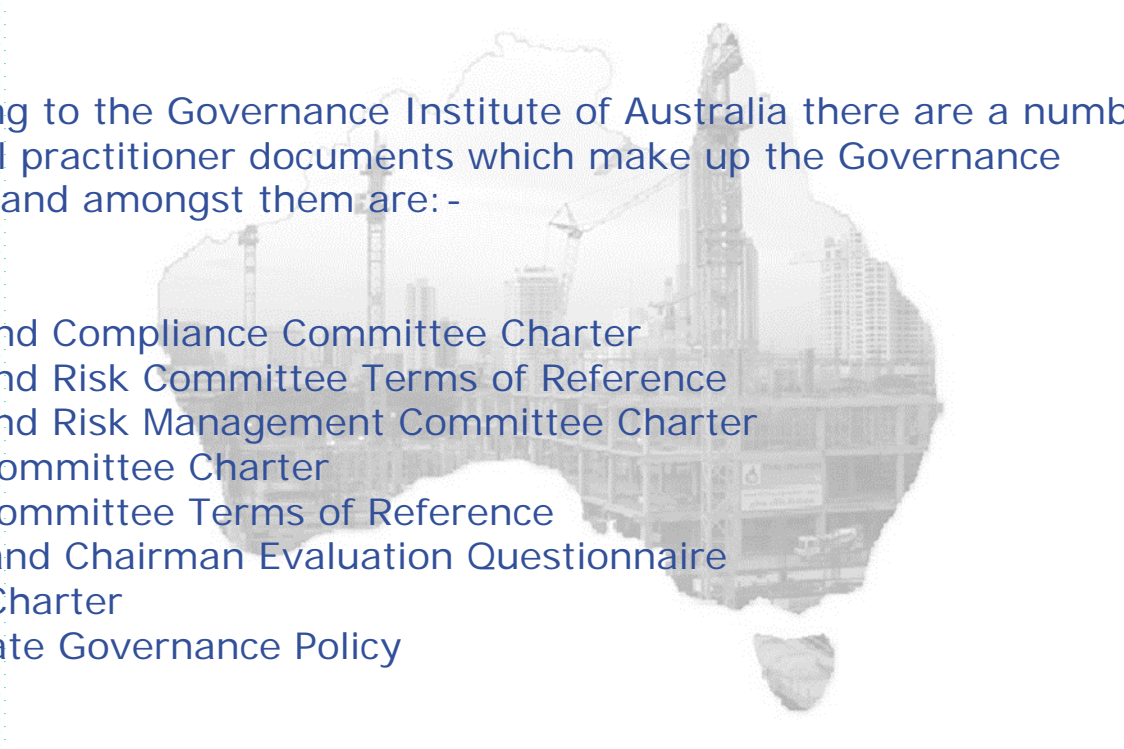 ng to the Governance Institute of Australia there are a numb
l practitioner documents which make up the Governance
and amongst them are:-
nd Compliance Committee Charter
nd Risk Committee Terms of Reference
nd Risk Management Committee Charter
ommittee Charter
ommittee Terms of Reference
and Chairman Evaluation Questionnaire
Charter
ate Governance Policy